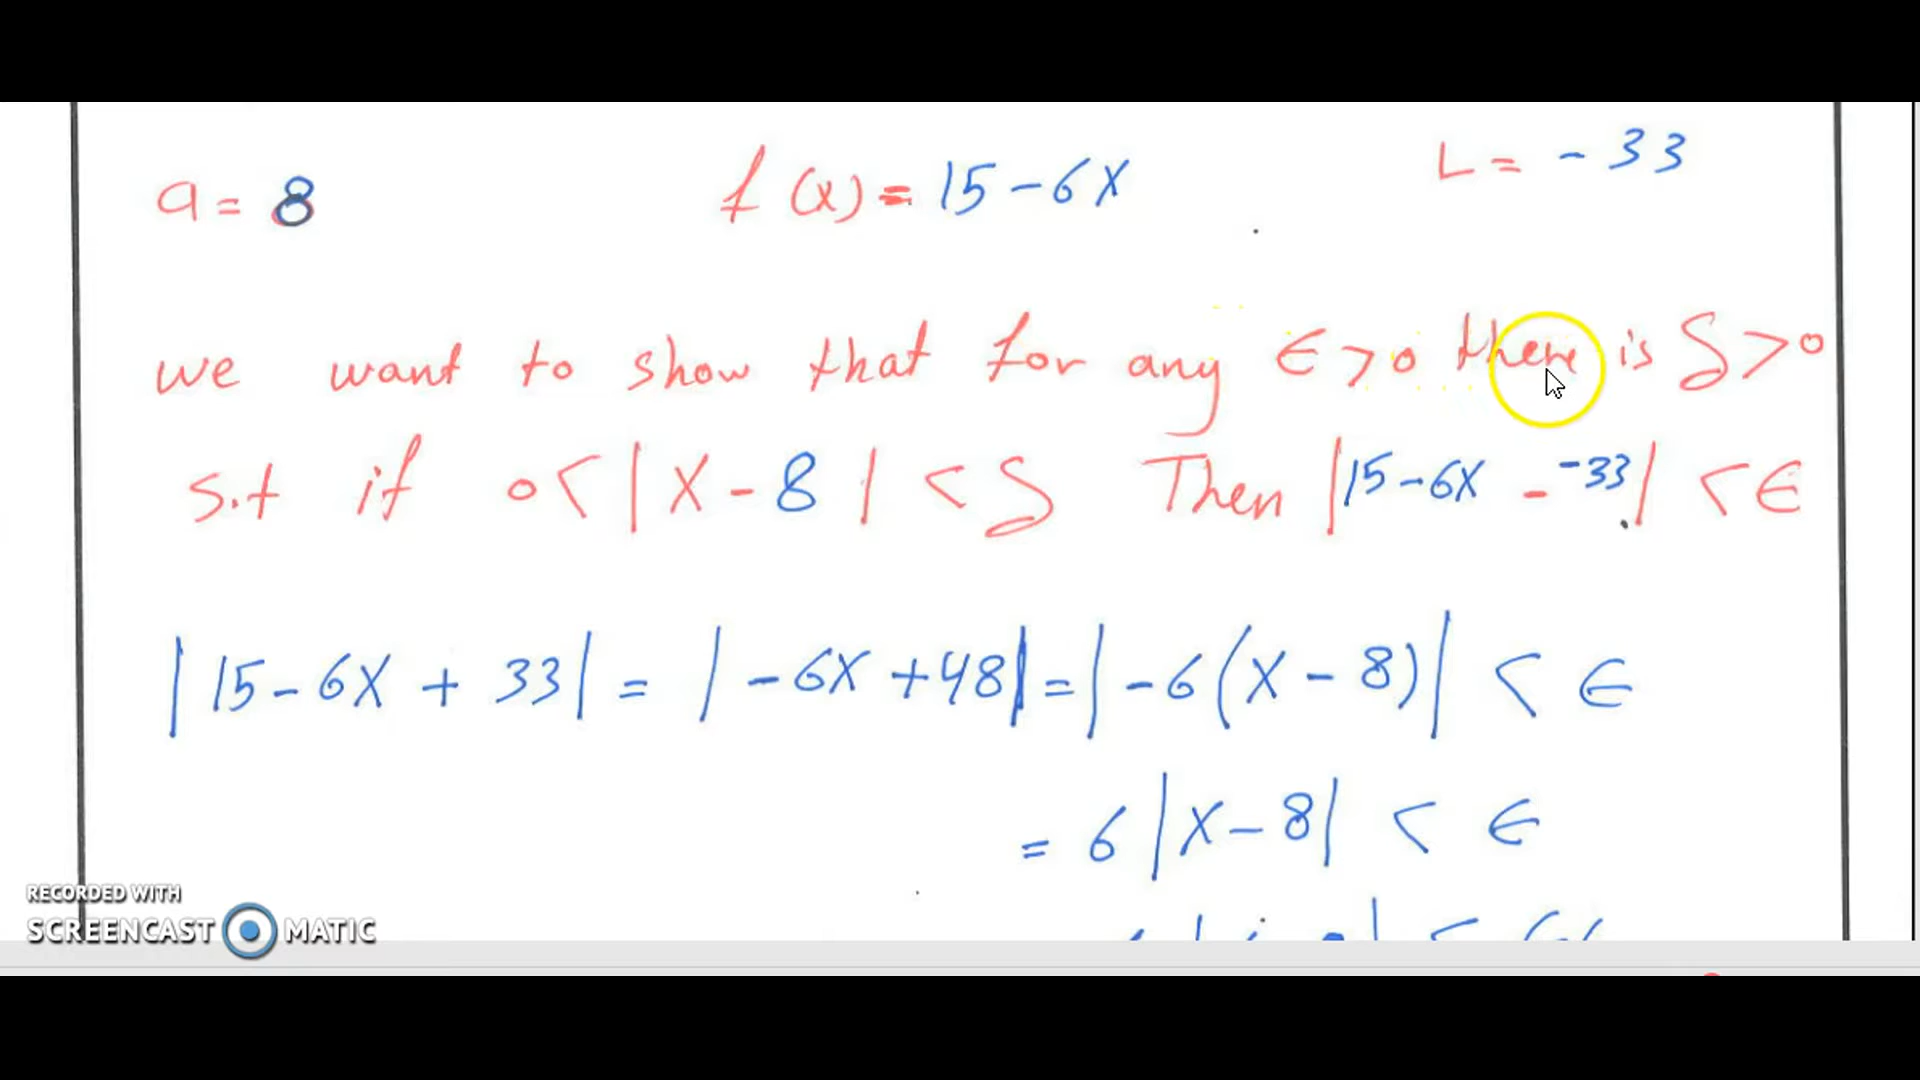 a = 8 f(x) = 15 - 6x L = -33
we want to show that for any ϵ > 0 there is δ > 0
s.t if 0 < |x - 8| < δ Then |15 - 6x - -33| < ϵ
|15 - 6x + 33| = |-6x + 48| = |-6(x - 8)| < ϵ
= 6|x - 8| < ϵ
RECORDED WITH
SCREENCAST MATIC